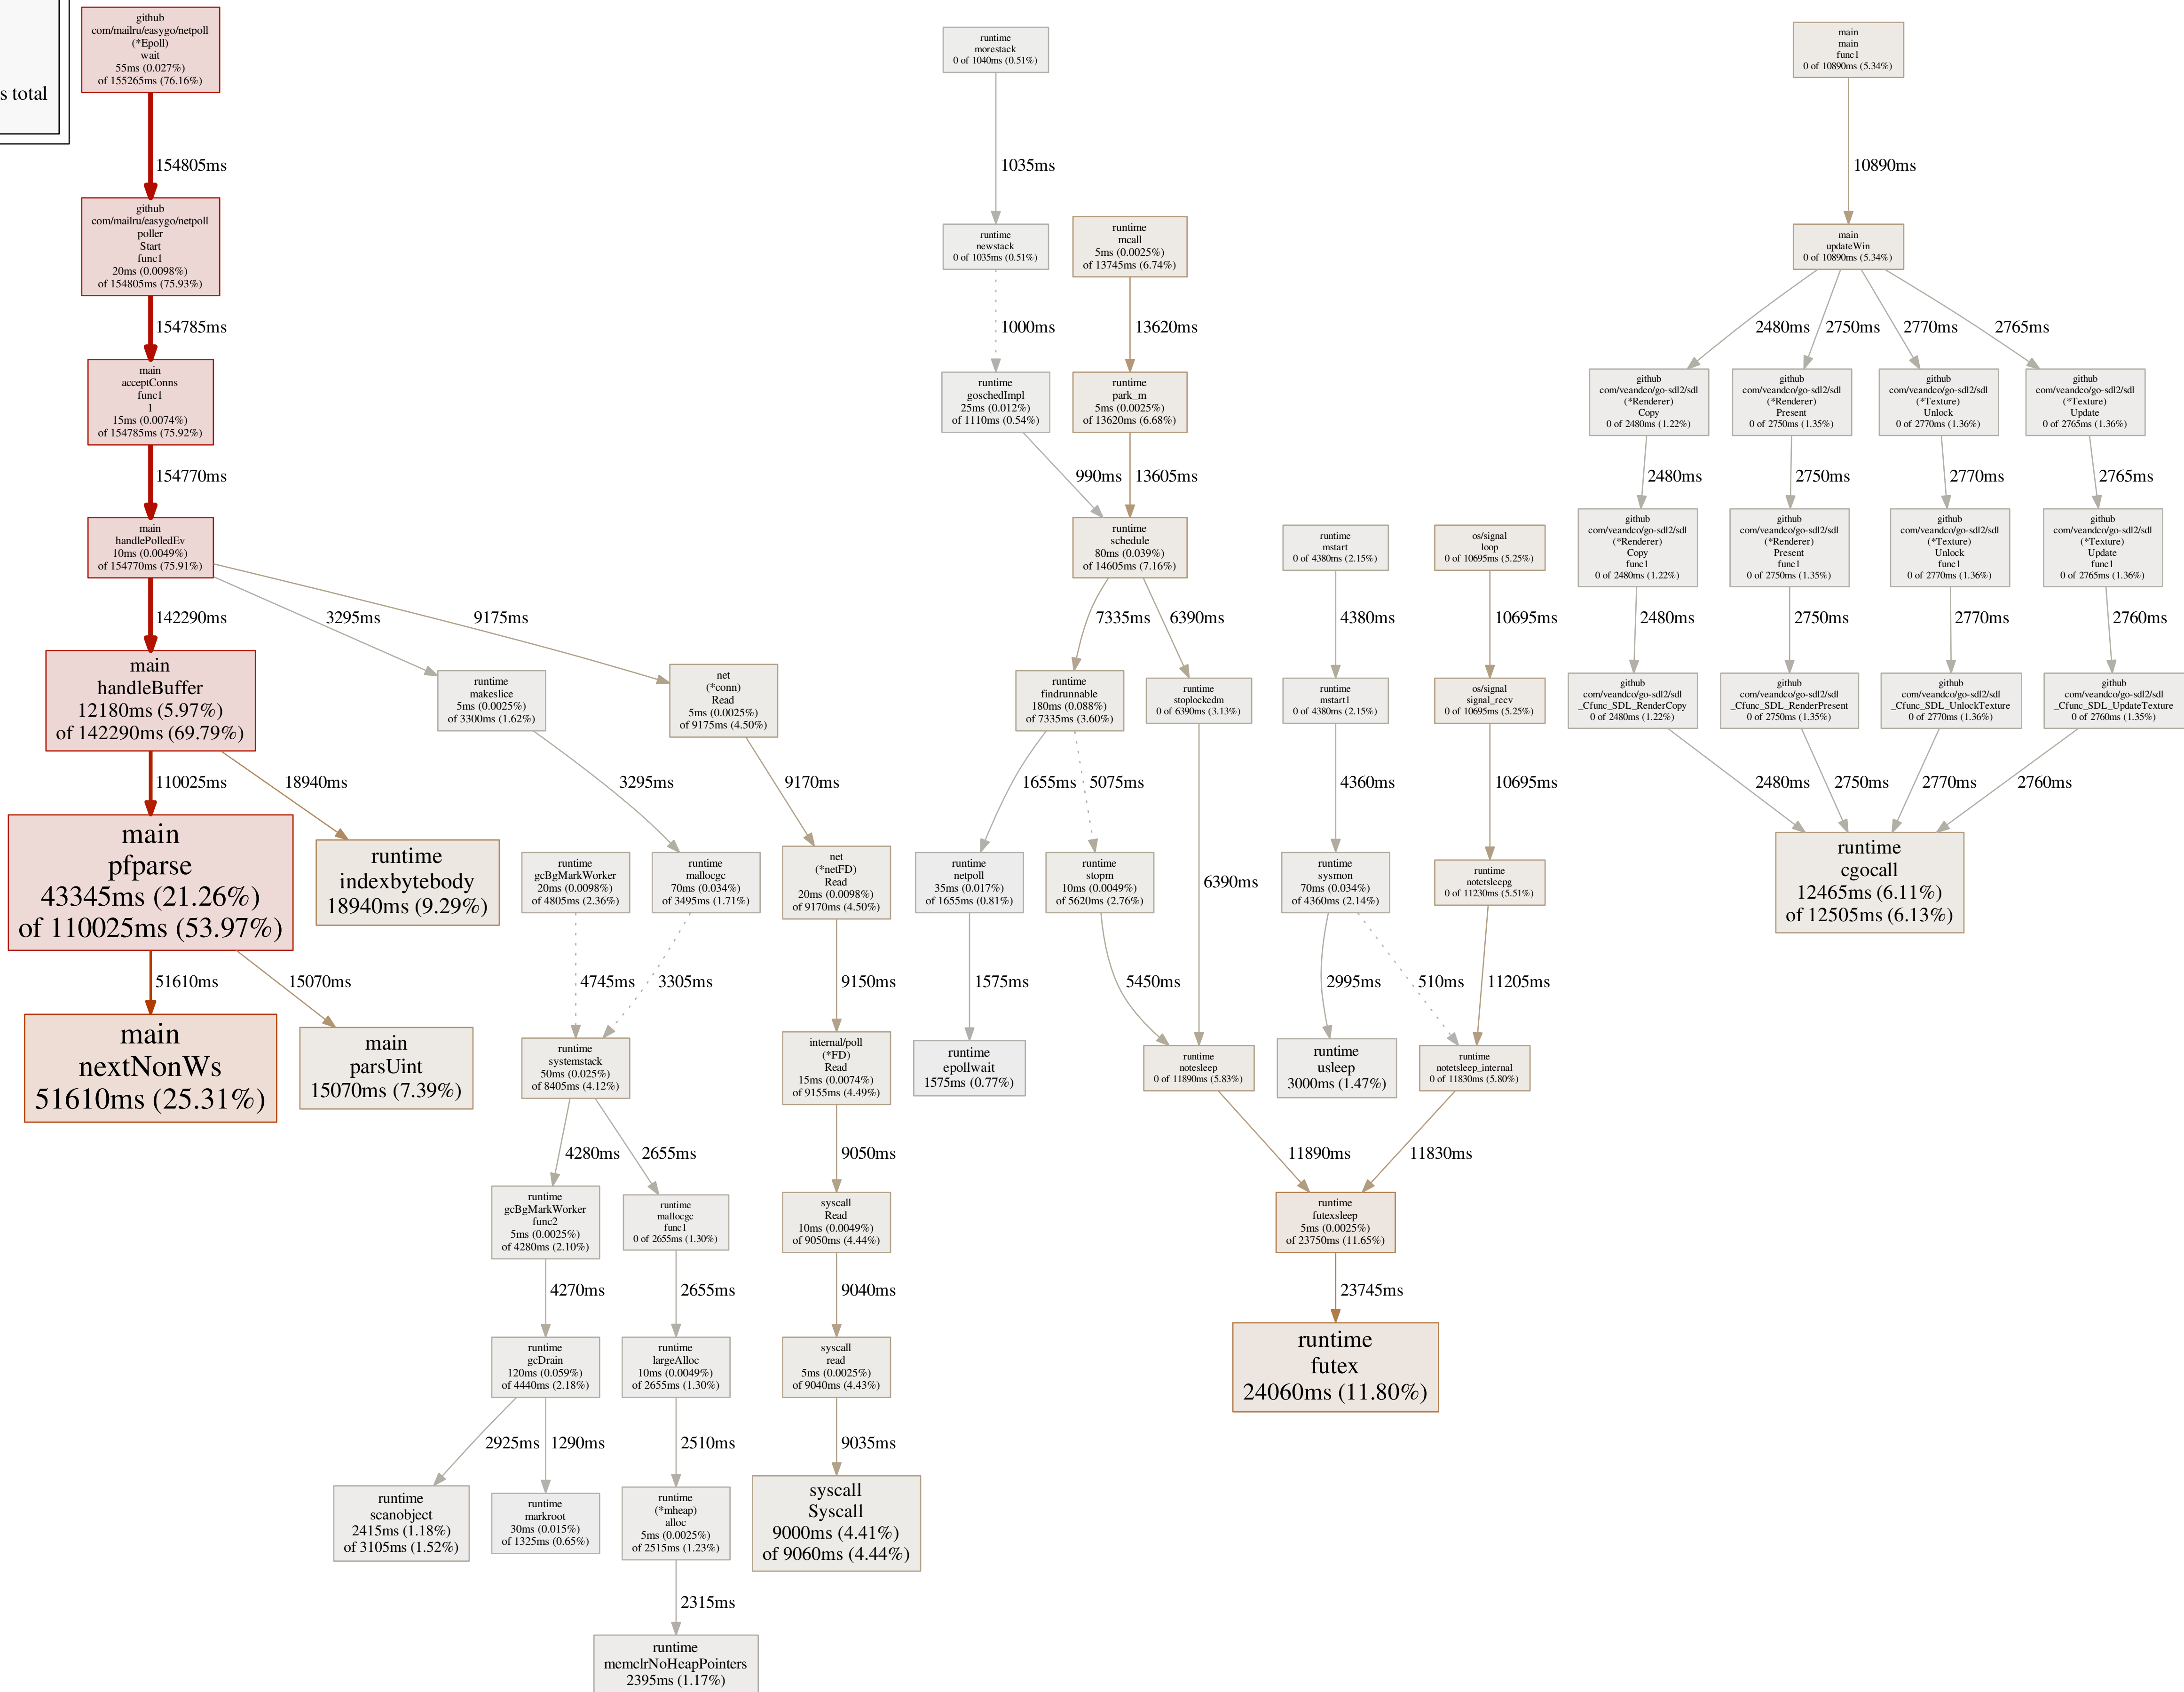 s total
github
com/mailru/easygo/netpoll
(*Epoll)
wait
55ms (0.027%)
of 155265ms (76.16%)
154805ms
github
com/mailru/easygo/netpoll
poller
Start
func1
20ms (0.0098%)
of 154805ms (75.93%)
154785ms
main
acceptConns
func1
1
15ms (0.0074%)
of 154785ms (75.92%)
154770ms
main
handlePolledEv
10ms (0.0049%)
of 154770ms (75.91%)
142290ms
3295ms
9175ms
main
handleBuffer
12180ms (5.97%)
of 142290ms (69.79%)
110025ms
18940ms
main
pfparse
43345ms (21.26%)
of 110025ms (53.97%)
runtime
indexbytebody
18940ms (9.29%)
51610ms
15070ms
main
nextNonWs
51610ms (25.31%)
main
parsUint
15070ms (7.39%)
runtime
makeslice
5ms (0.0025%)
of 3300ms (1.62%)
3295ms
net
(*conn)
Read
5ms (0.0025%)
of 9175ms (4.50%)
9170ms
runtime
gcBgMarkWorker
20ms (0.0098%)
of 4805ms (2.36%)
runtime
mallocgc
70ms (0.034%)
of 3495ms (1.71%)
4745ms
3305ms
runtime
systemstack
50ms (0.025%)
of 8405ms (4.12%)
4280ms
2655ms
runtime
gcBgMarkWorker
func2
5ms (0.0025%)
of 4280ms (2.10%)
runtime
mallocgc
func1
0 of 2655ms (1.30%)
4270ms
2655ms
runtime
gcDrain
120ms (0.059%)
of 4440ms (2.18%)
runtime
largeAlloc
10ms (0.0049%)
of 2655ms (1.30%)
2925ms
1290ms
2510ms
runtime
scanobject
2415ms (1.18%)
of 3105ms (1.52%)
runtime
markroot
30ms (0.015%)
of 1325ms (0.65%)
runtime
(*mheap)
alloc
5ms (0.0025%)
of 2515ms (1.23%)
2315ms
runtime
memclrNoHeapPointers
2395ms (1.17%)
net
(*netFD)
Read
20ms (0.0098%)
of 9170ms (4.50%)
9150ms
internal/poll
(*FD)
Read
15ms (0.0074%)
of 9155ms (4.49%)
9050ms
syscall
Read
10ms (0.0049%)
of 9050ms (4.44%)
9040ms
syscall
read
5ms (0.0025%)
of 9040ms (4.43%)
9035ms
syscall
Syscall
9000ms (4.41%)
of 9060ms (4.44%)
runtime
morestack
0 of 1040ms (0.51%)
1035ms
runtime
newstack
0 of 1035ms (0.51%)
1000ms
runtime
goschedImpl
25ms (0.012%)
of 1110ms (0.54%)
990ms
runtime
mcall
5ms (0.0025%)
of 13745ms (6.74%)
13620ms
runtime
park_m
5ms (0.0025%)
of 13620ms (6.68%)
13605ms
runtime
schedule
80ms (0.039%)
of 14605ms (7.16%)
7335ms
6390ms
runtime
findrunnable
180ms (0.088%)
of 7335ms (3.60%)
runtime
stoplockedm
0 of 6390ms (3.13%)
1655ms
5075ms
6390ms
runtime
netpoll
35ms (0.017%)
of 1655ms (0.81%)
runtime
stopm
10ms (0.0049%)
of 5620ms (2.76%)
1575ms
5450ms
runtime
epollwait
1575ms (0.77%)
runtime
notesleep
0 of 11890ms (5.83%)
11890ms
runtime
mstart
0 of 4380ms (2.15%)
4380ms
runtime
mstart1
0 of 4380ms (2.15%)
4360ms
runtime
sysmon
70ms (0.034%)
of 4360ms (2.14%)
2995ms
510ms
runtime
usleep
3000ms (1.47%)
os/signal
loop
0 of 10695ms (5.25%)
10695ms
os/signal
signal_recv
0 of 10695ms (5.25%)
10695ms
runtime
notetsleepg
0 of 11230ms (5.51%)
11205ms
runtime
notetsleep_internal
0 of 11830ms (5.80%)
11830ms
runtime
futexsleep
5ms (0.0025%)
of 23750ms (11.65%)
23745ms
runtime
futex
24060ms (11.80%)
main
main
func1
0 of 10890ms (5.34%)
10890ms
main
updateWin
0 of 10890ms (5.34%)
2480ms
2750ms
2770ms
2765ms
github
com/veandco/go-sdl2/sdl
(*Renderer)
Copy
0 of 2480ms (1.22%)
github
com/veandco/go-sdl2/sdl
(*Renderer)
Present
0 of 2750ms (1.35%)
github
com/veandco/go-sdl2/sdl
(*Texture)
Unlock
0 of 2770ms (1.36%)
github
com/veandco/go-sdl2/sdl
(*Texture)
Update
0 of 2765ms (1.36%)
2480ms
2750ms
2770ms
2765ms
github
com/veandco/go-sdl2/sdl
(*Renderer)
Copy
func1
0 of 2480ms (1.22%)
github
com/veandco/go-sdl2/sdl
(*Renderer)
Present
func1
0 of 2750ms (1.35%)
github
com/veandco/go-sdl2/sdl
(*Texture)
Unlock
func1
0 of 2770ms (1.36%)
github
com/veandco/go-sdl2/sdl
(*Texture)
Update
func1
0 of 2765ms (1.36%)
2480ms
2750ms
2770ms
2760ms
github
com/veandco/go-sdl2/sdl
_Cfunc_SDL_RenderCopy
0 of 2480ms (1.22%)
github
com/veandco/go-sdl2/sdl
_Cfunc_SDL_RenderPresent
0 of 2750ms (1.35%)
github
com/veandco/go-sdl2/sdl
_Cfunc_SDL_UnlockTexture
0 of 2770ms (1.36%)
github
com/veandco/go-sdl2/sdl
_Cfunc_SDL_UpdateTexture
0 of 2760ms (1.35%)
2480ms
2750ms
2770ms
2760ms
runtime
cgocall
12465ms (6.11%)
of 12505ms (6.13%)